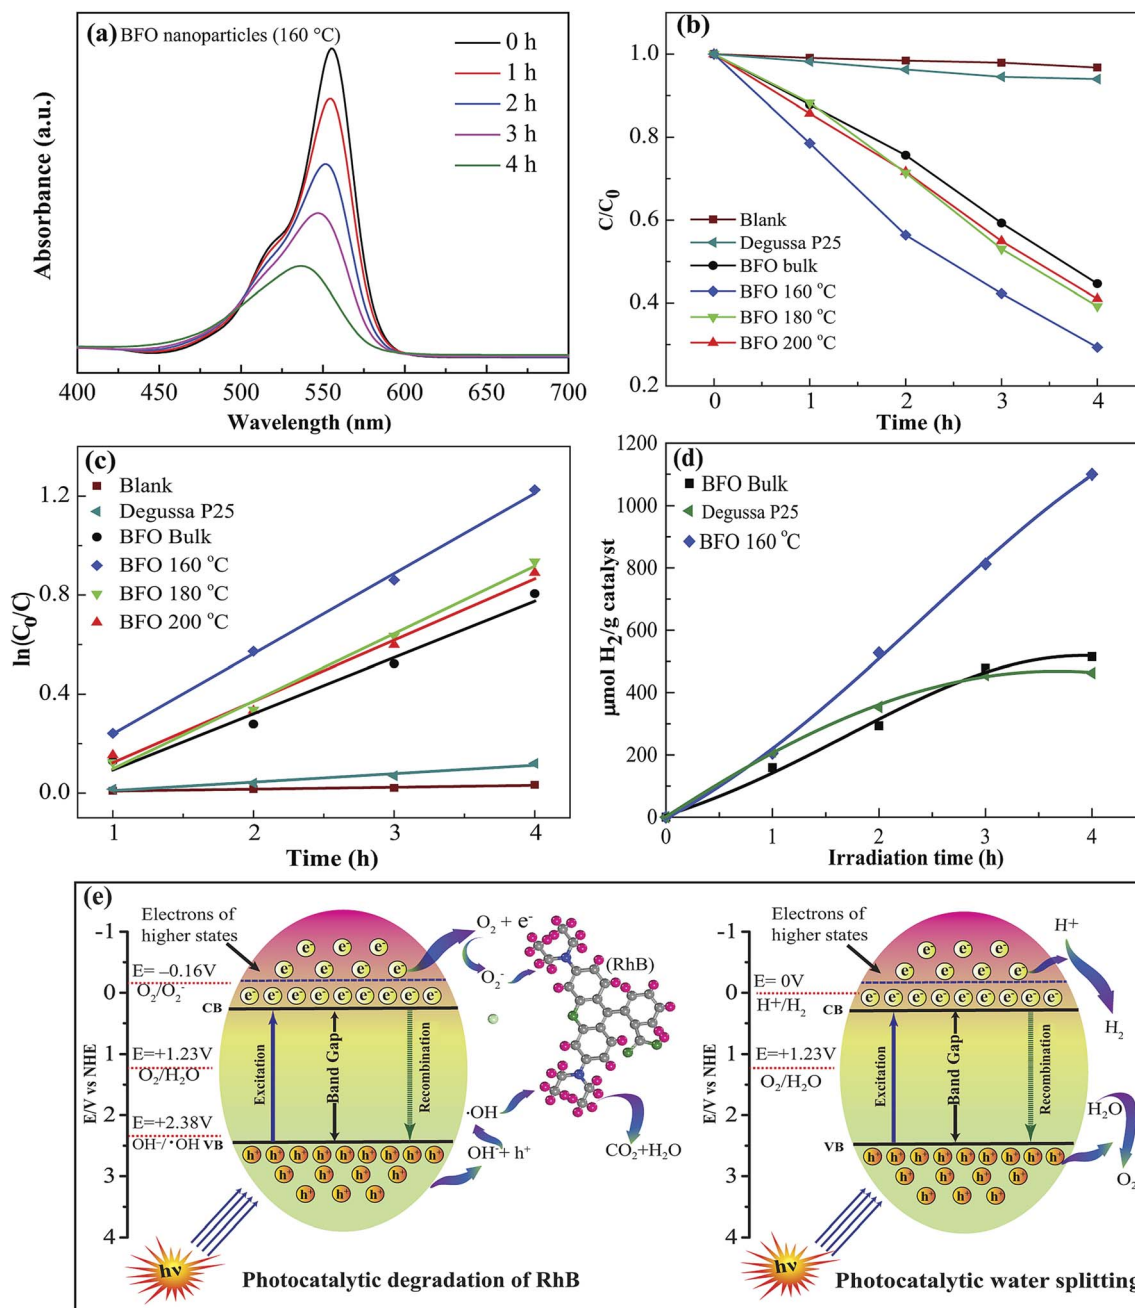 (a) BFO nanoparticles (160 °C)
0 h
1 h
2 h
3 h
4 h
Absorbance (a.u.)
400 450 500 550 600 650 700
Wavelength (nm)
(b)
1.0
0.8
0.6
0.4
0.2
C/C0
Blank
Degussa P25
BFO bulk
BFO 160 °C
BFO 180 °C
BFO 200 °C
0 1 2 3 4
Time (h)
(c)
Blank
Degussa P25
BFO Bulk
BFO 160 °C
BFO 180 °C
BFO 200 °C
1.2
0.8
0.4
0.0
ln(C0/C)
1 2 3 4
Time (h)
(d)
BFO Bulk
Degussa P25
BFO 160 °C
1200
1000
800
600
400
200
0
μmol H2/g catalyst
0 1 2 3 4
Irradiation time (h)
(e)
Electrons of
higher states
-1
0
1
2
3
4
E/V vs NHE
E= –0.16V
O2/O2-
CB
E=+1.23V
O2/H2O
E=+2.38V
OH-/•OH VB
e- e- e-
e- e- e- e-
e- e- e- e- e- e- e- e-
Excitation
Band Gap
Recombination
h+ h+ h+ h+ h+ h+ h+ h+ h+
h+ h+ h+ h+ h+
h+ h+ h+
O2 + e-
O2-
(RhB)
·OH
OH-+ h+
CO2+H2O
hν
Photocatalytic degradation of RhB
Electrons of
higher states
-1
0
1
2
3
4
E/V vs NHE
E= 0V
H+/H2
CB
E=+1.23V
O2/H2O
VB
e- e- e-
e- e- e- e-
e- e- e- e- e- e- e- e- e-
Excitation
Band Gap
Recombination
h+ h+ h+ h+ h+ h+ h+ h+ h+
h+ h+ h+ h+ h+
h+ h+ h+
H+
H2
H2O
O2
hν
Photocatalytic water splitting